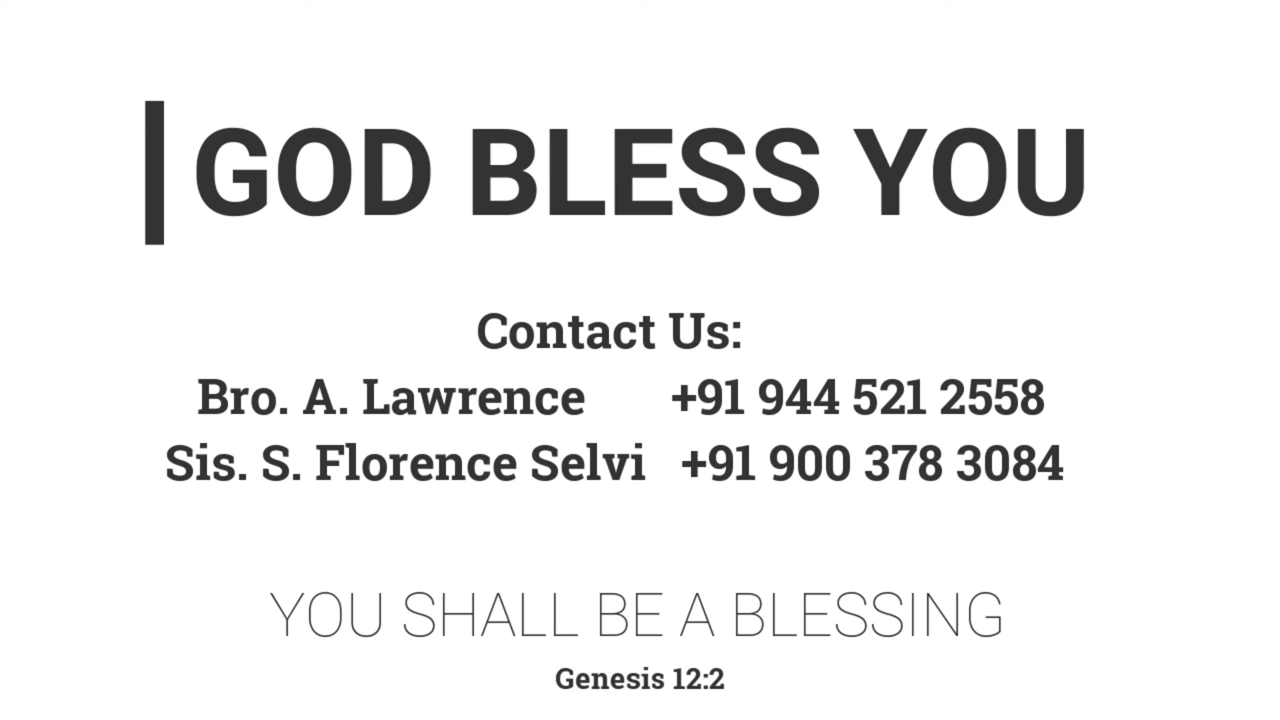 GOD BLESS YOU
Contact Us:
Bro. A. Lawrence +91 944 521 2558
Sis. S. Florence Selvi +91 900 378 3084
YOU SHALL BE A BLESSING
Genesis 12:2